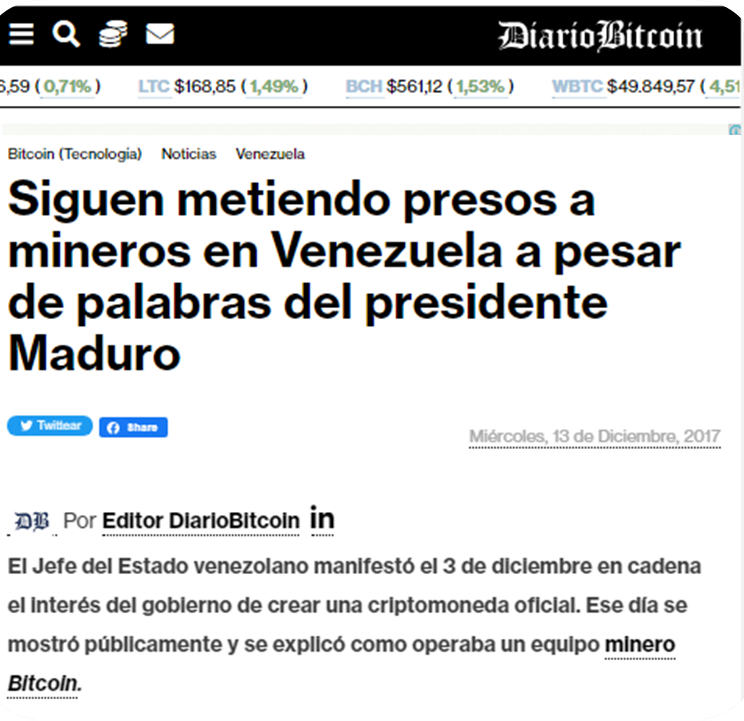 DiarioBitcoin
6,59 ( 0,71% ) LTC $168,85 ( 1,49% ) BCH $561,12 ( 1,53% ) WBTC $49.849,57 ( 4,51
Bitcoin (Tecnología) Noticias Venezuela
Siguen metiendo presos a
mineros en Venezuela a pesar
de palabras del presidente
Maduro
Twittear Share
Miércoles, 13 de Diciembre, 2017
DB Por Editor DiarioBitcoin in
El Jefe del Estado venezolano manifestó el 3 de diciembre en cadena
el interés del gobierno de crear una criptomoneda oficial. Ese día se
mostró públicamente y se explicó como operaba un equipo minero
Bitcoin.